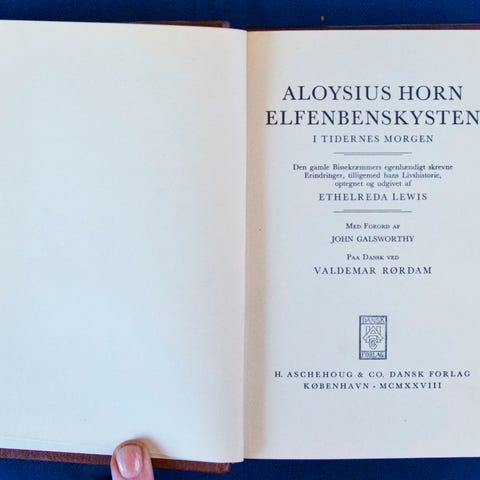 ALOYSIUS HORN
ELFENBENSKYSTEN
I TIDERNES MORGEN
Den gamle Bissekræmmers egenhændigt skrevne
Erindringer, tilligemed hans Livshistorie,
optegnet og udgivet af
ETHELREDA LEWIS
MED FORORD AF
JOHN GALSWORTHY
PAA DANSK VED
VALDEMAR RØRDAM
DANSK
FORLAG
H. ASCHEHOUG & CO. DANSK FORLAG
KØBENHAVN - MCMXXVIII